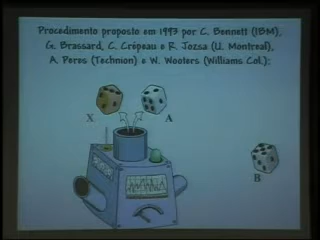 Procedimento proposto em 1993 por C. Bennett (IBM),
G. Brassard, C. Crépeau e R. Jozsa (U. Montreal),
A. Peres (Technion) e W. Wooters (Williams Col.):
X
A
B